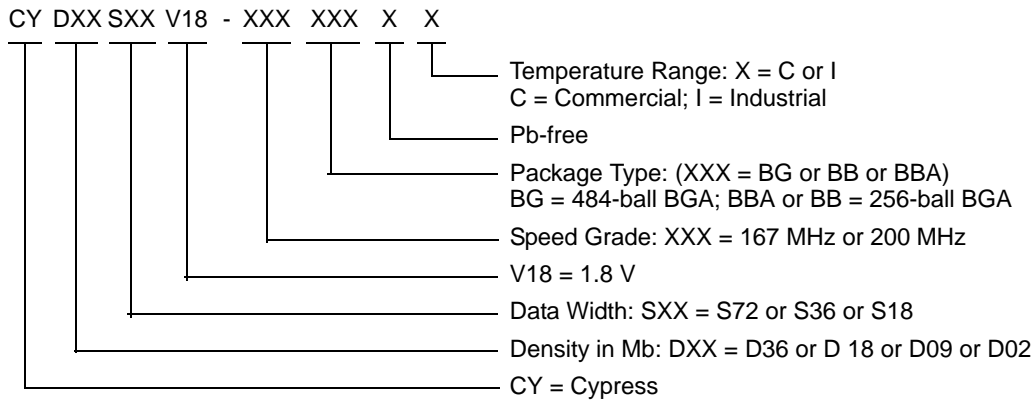 CY DXX SXX V18 - XXX XXX X X
Temperature Range: X = C or I
C = Commercial; I = Industrial
Pb-free
Package Type: (XXX = BG or BB or BBA)
BG = 484-ball BGA; BBA or BB = 256-ball BGA
Speed Grade: XXX = 167 MHz or 200 MHz
V18 = 1.8 V
Data Width: SXX = S72 or S36 or S18
Density in Mb: DXX = D36 or D 18 or D09 or D02
CY = Cypress